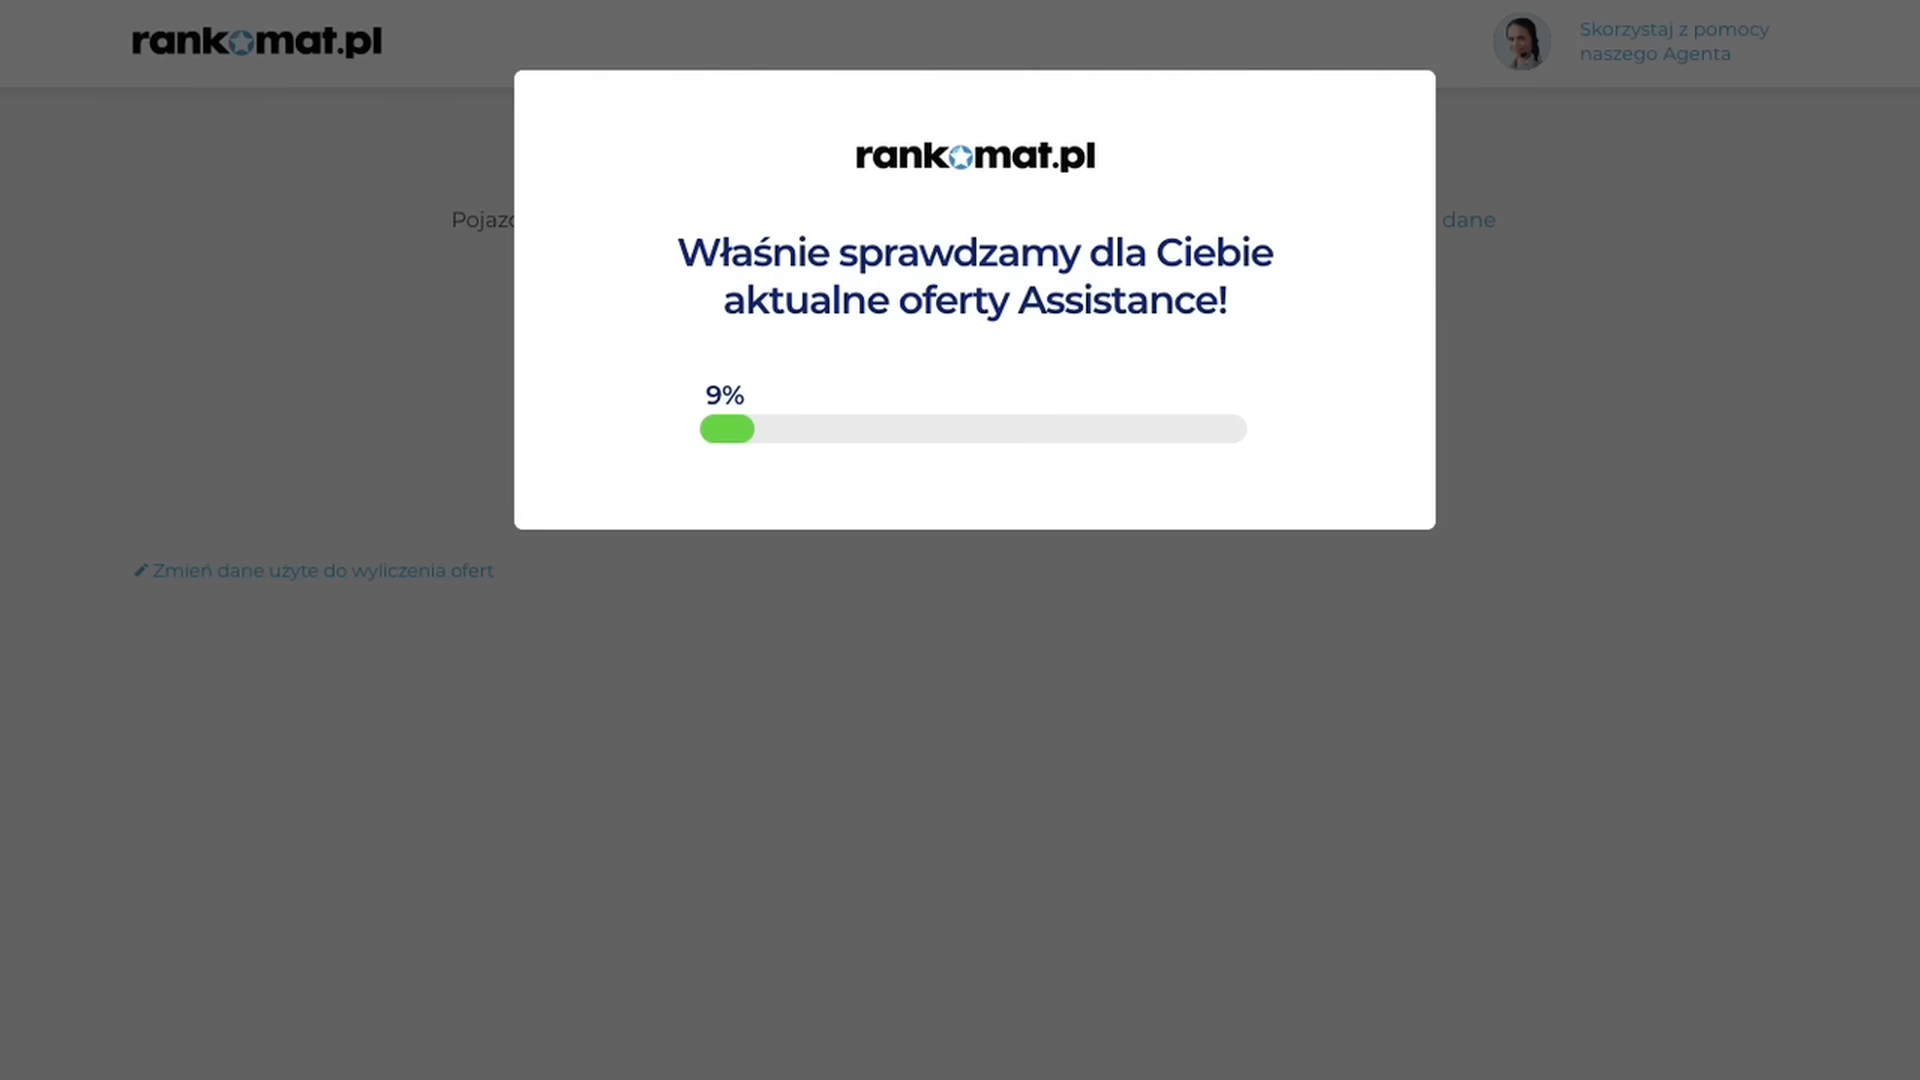 rankomat.pl
Skorzystaj z pomocy
naszego Agenta
rankomat.pl
Pojazd
dane
Właśnie sprawdzamy dla Ciebie
aktualne oferty Assistance!
9%
Zmień dane użyte do wyliczenia ofert